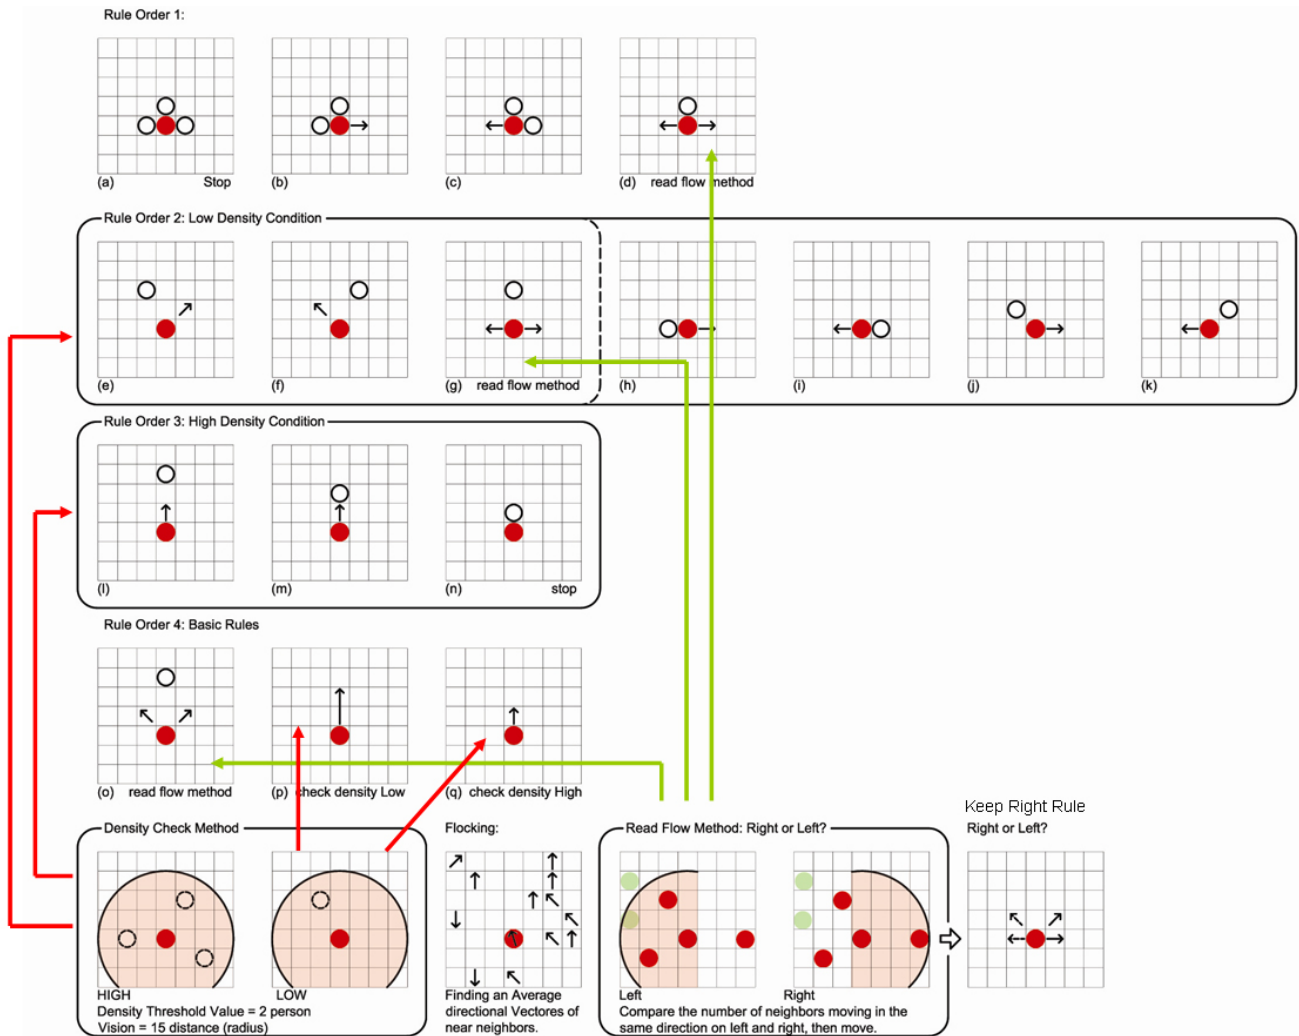 Rule Order 1:
(a) Stop
(b)
(c)
(d) read flow method
Rule Order 2: Low Density Condition
(e)
(f)
(g) read flow method
(h)
(i)
(j)
(k)
Rule Order 3: High Density Condition
(l)
(m)
(n) stop
Rule Order 4: Basic Rules
(o) read flow method
(p) check density Low
(q) check density High
Density Check Method
HIGH
LOW
Density Threshold Value = 2 person
Vision = 15 distance (radius)
Flocking:
Finding an Average
directional Vectores of
near neighbors.
Read Flow Method: Right or Left?
Left
Right
Compare the number of neighbors moving in the
same direction on left and right, then move.
Keep Right Rule
Right or Left?